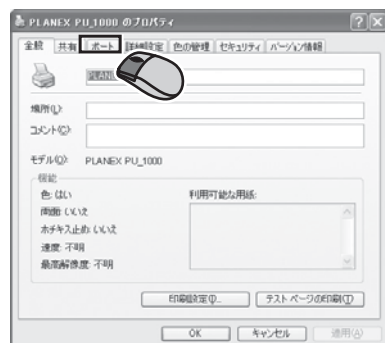 PLANEX PU_1000 のプロパティ
全般 共有 ポート 詳細設定 色の管理 セキュリティ バージョン情報
場所(L):
コメント(C):
モデル(O): PLANEX PU_1000
機能
色: はい
両面: いいえ
ホチキス止め: いいえ
速度: 不明
最高解像度: 不明
利用可能な用紙:
印刷設定(I)...
テスト ページの印刷(T)
OK キャンセル 適用(A)